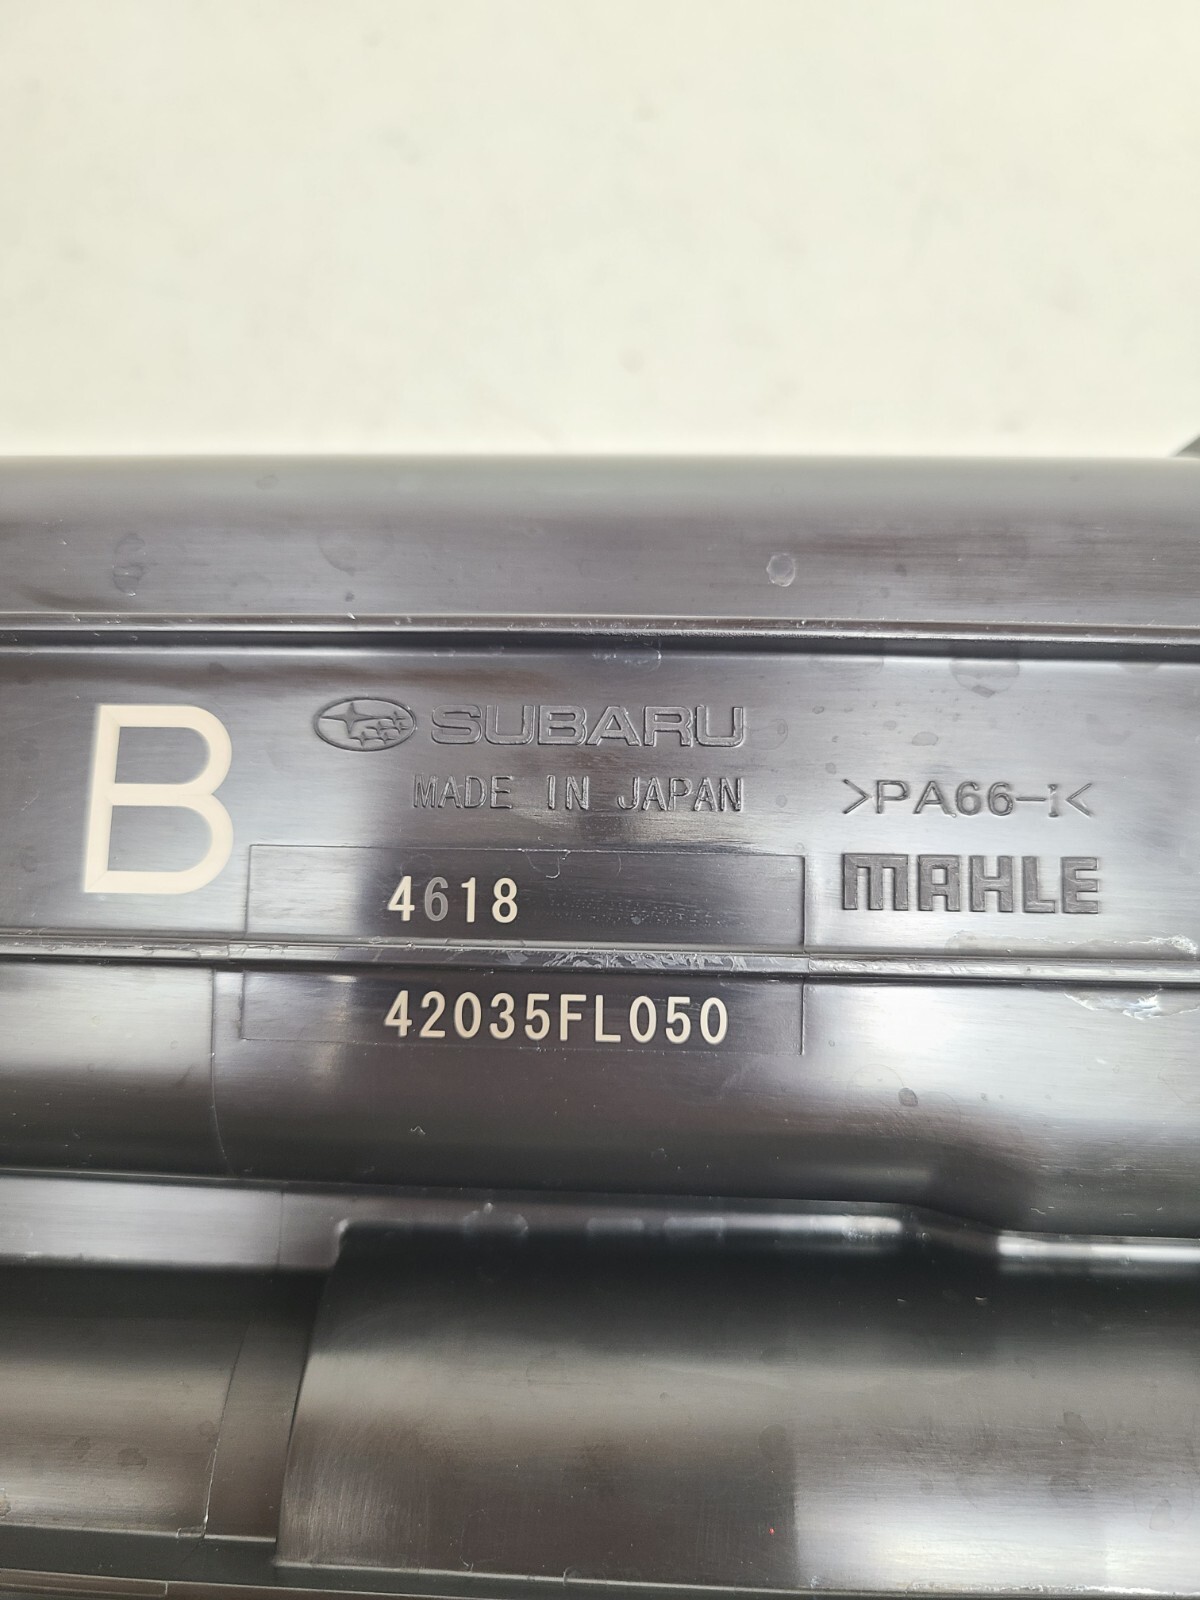 B
SUBARU
MADE IN JAPAN
>PA66-i<
MAHLE
4618
42035FL050